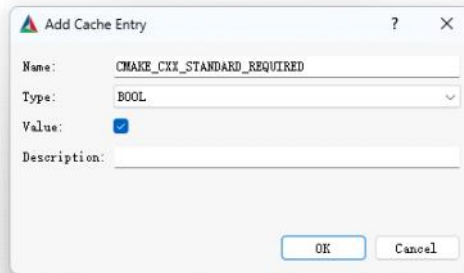 Add Cache Entry
Name: CMAKE_CXX_STANDARD_REQUIRED
Type: BOOL
Value:
Description:
OK Cancel